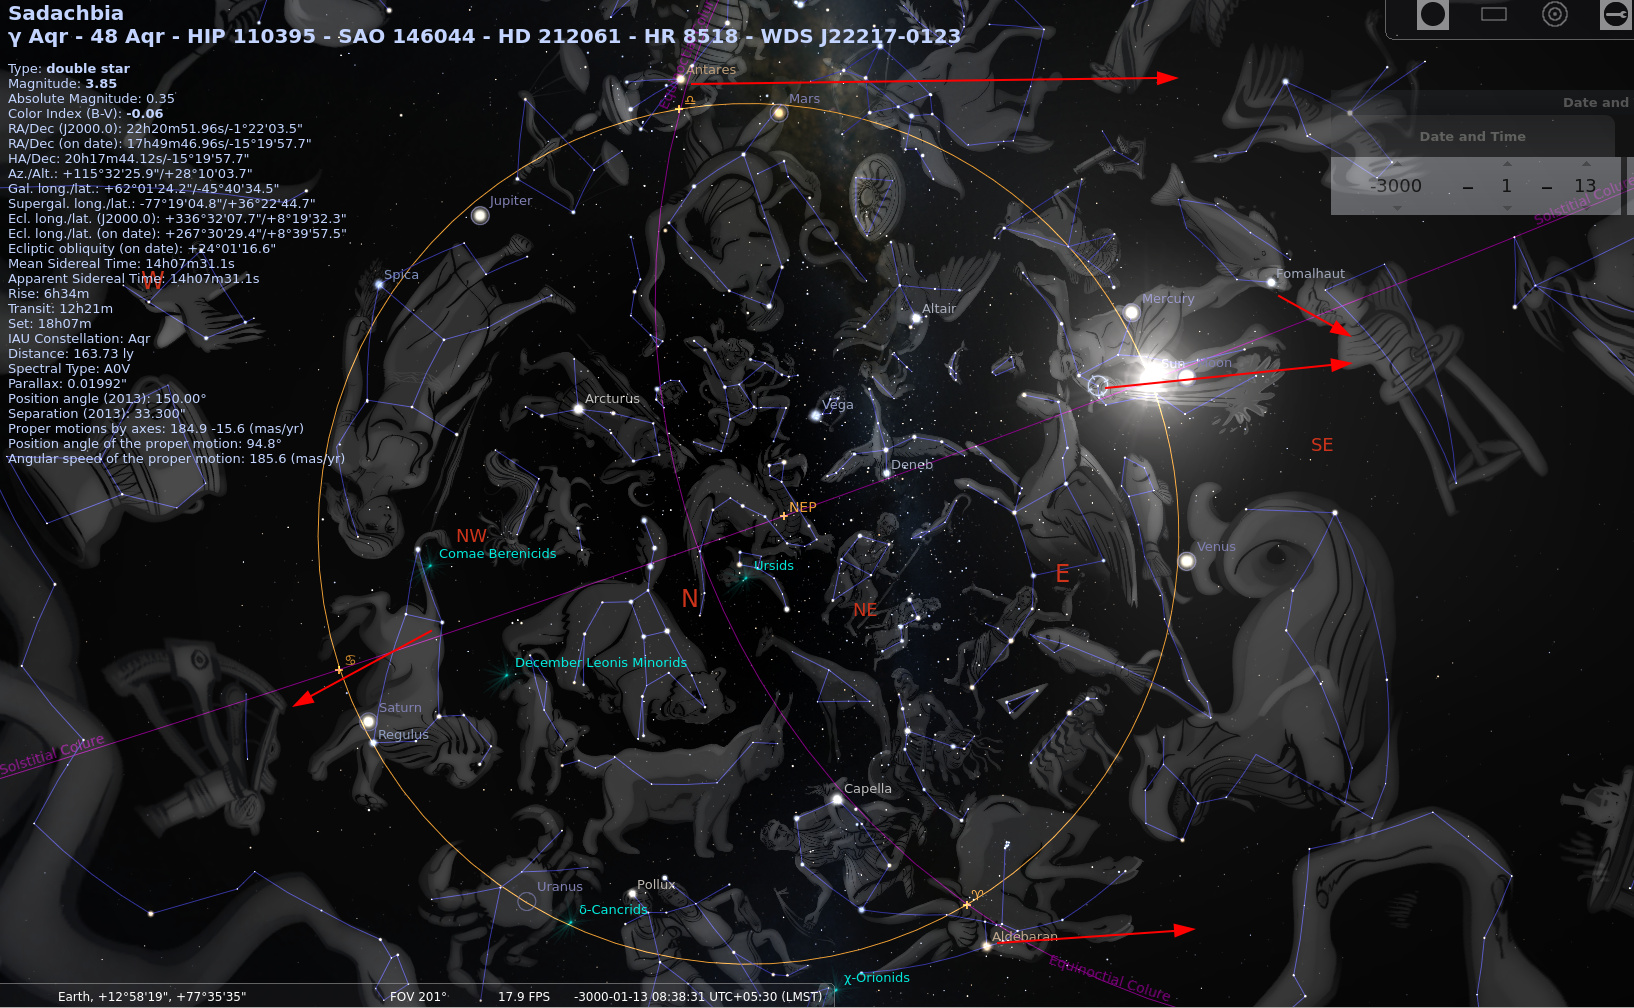 Sadachbia
γ Aqr - 48 Aqr - HIP 110395 - SAO 146044 - HD 212061 - HR 8518 - WDS J22217-0123
Type: double star
Magnitude: 3.85
Absolute Magnitude: 0.35
Color Index (B-V): -0.06
RA/Dec (J2000.0): 22h20m51.96s/-1°22'03.5"
RA/Dec (on date): 17h49m46.96s/-15°19'57.7"
HA/Dec: 20h17m44.12s/-15°19'57.7"
Az./Alt.: +115°32'25.9"/+28°10'03.7"
Gal. long./lat.: +62°01'24.2"/-45°40'34.5"
Supergal. long./lat.: -77°19'04.8"/+36°22'44.7"
Ecl. long./lat. (J2000.0): +336°32'07.7"/+8°19'32.3"
Ecl. long./lat. (on date): +267°30'29.4"/+8°39'57.5"
Ecliptic obliquity (on date): +24°01'16.6"
Mean Sidereal Time: 14h07m31.1s
Apparent Sidereal Time: 14h07m31.1s
Rise: 6h34m
Transit: 12h21m
Set: 18h07m
IAU Constellation: Aqr
Distance: 163.73 ly
Spectral Type: A0V
Parallax: 0.01992"
Position angle (2013): 150.00°
Separation (2013): 33.300"
Proper motions by axes: 184.9 -15.6 (mas/yr)
Position angle of the proper motion: 94.8°
Angular speed of the proper motion: 185.6 (mas/yr)
Antares
♎
Mars
Date and
Date and Time
-3000 – 1 – 13
Solstitial Colure
Jupiter
W
Spica
Fomalhaut
Mercury
Altair
Sun
Arcturus
Vega
SE
Deneb
NEP
NW
Comae Berenicids
Venus
Ursids
E
N
NE
♋
December Leonis Minorids
Saturn
Regulus
Solstitial Colure
Capella
Uranus
Pollux
♈
δ-Cancrids
Aldebaran
Equinoctial Colure
χ-Orionids
Earth, +12°58'19", +77°35'35"
FOV 201°
17.9 FPS
-3000-01-13 08:38:31 UTC+05:30 (LMST)